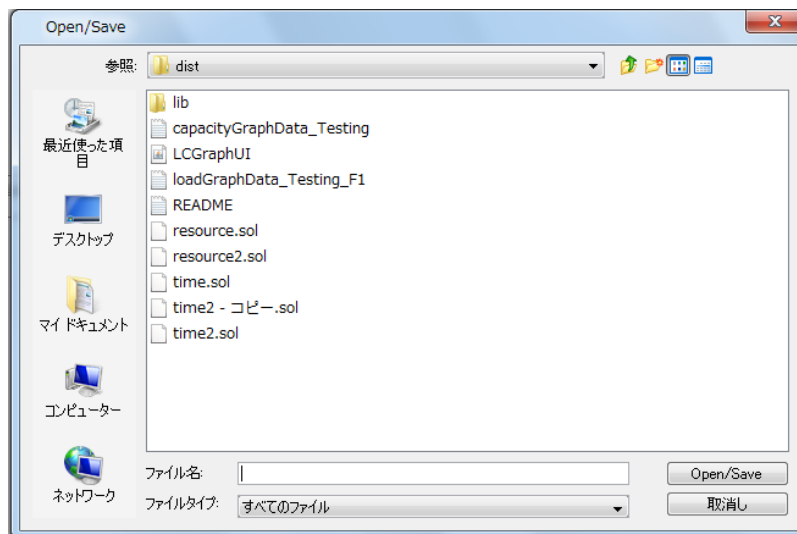 Open/Save
参照:
dist
最近使った項
目
デスクトップ
マイ ドキュメント
コンピューター
ネットワーク
lib
capacityGraphData_Testing
LCGraphUI
loadGraphData_Testing_F1
README
resource.sol
resource2.sol
time.sol
time2 - コピー.sol
time2.sol
ファイル名:
Open/Save
ファイルタイプ:
すべてのファイル
取消し